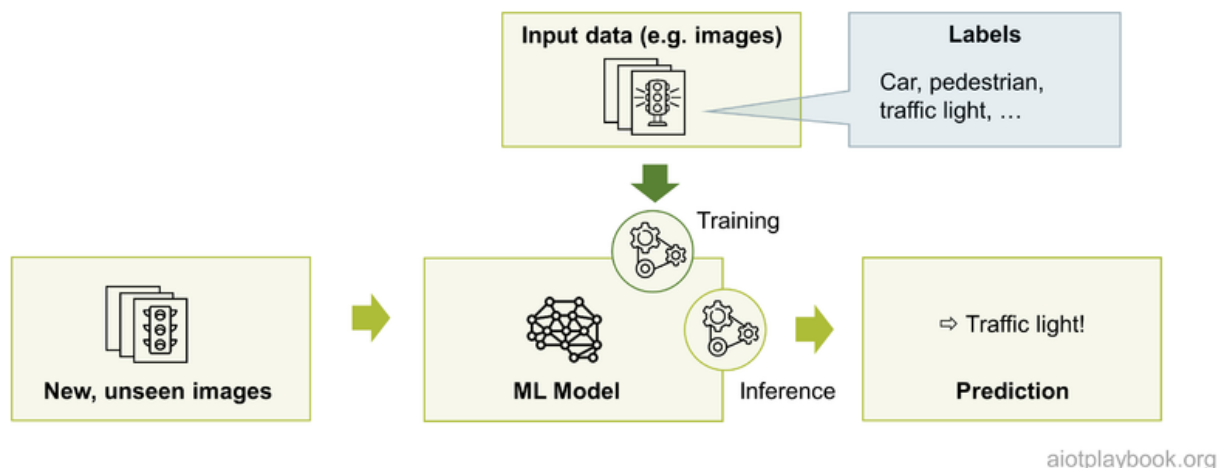 Input data (e.g. images)
Labels
Car, pedestrian,
traffic light, …
Training
New, unseen images
ML Model
Inference
⇨ Traffic light!
Prediction
aiotplaybook.org